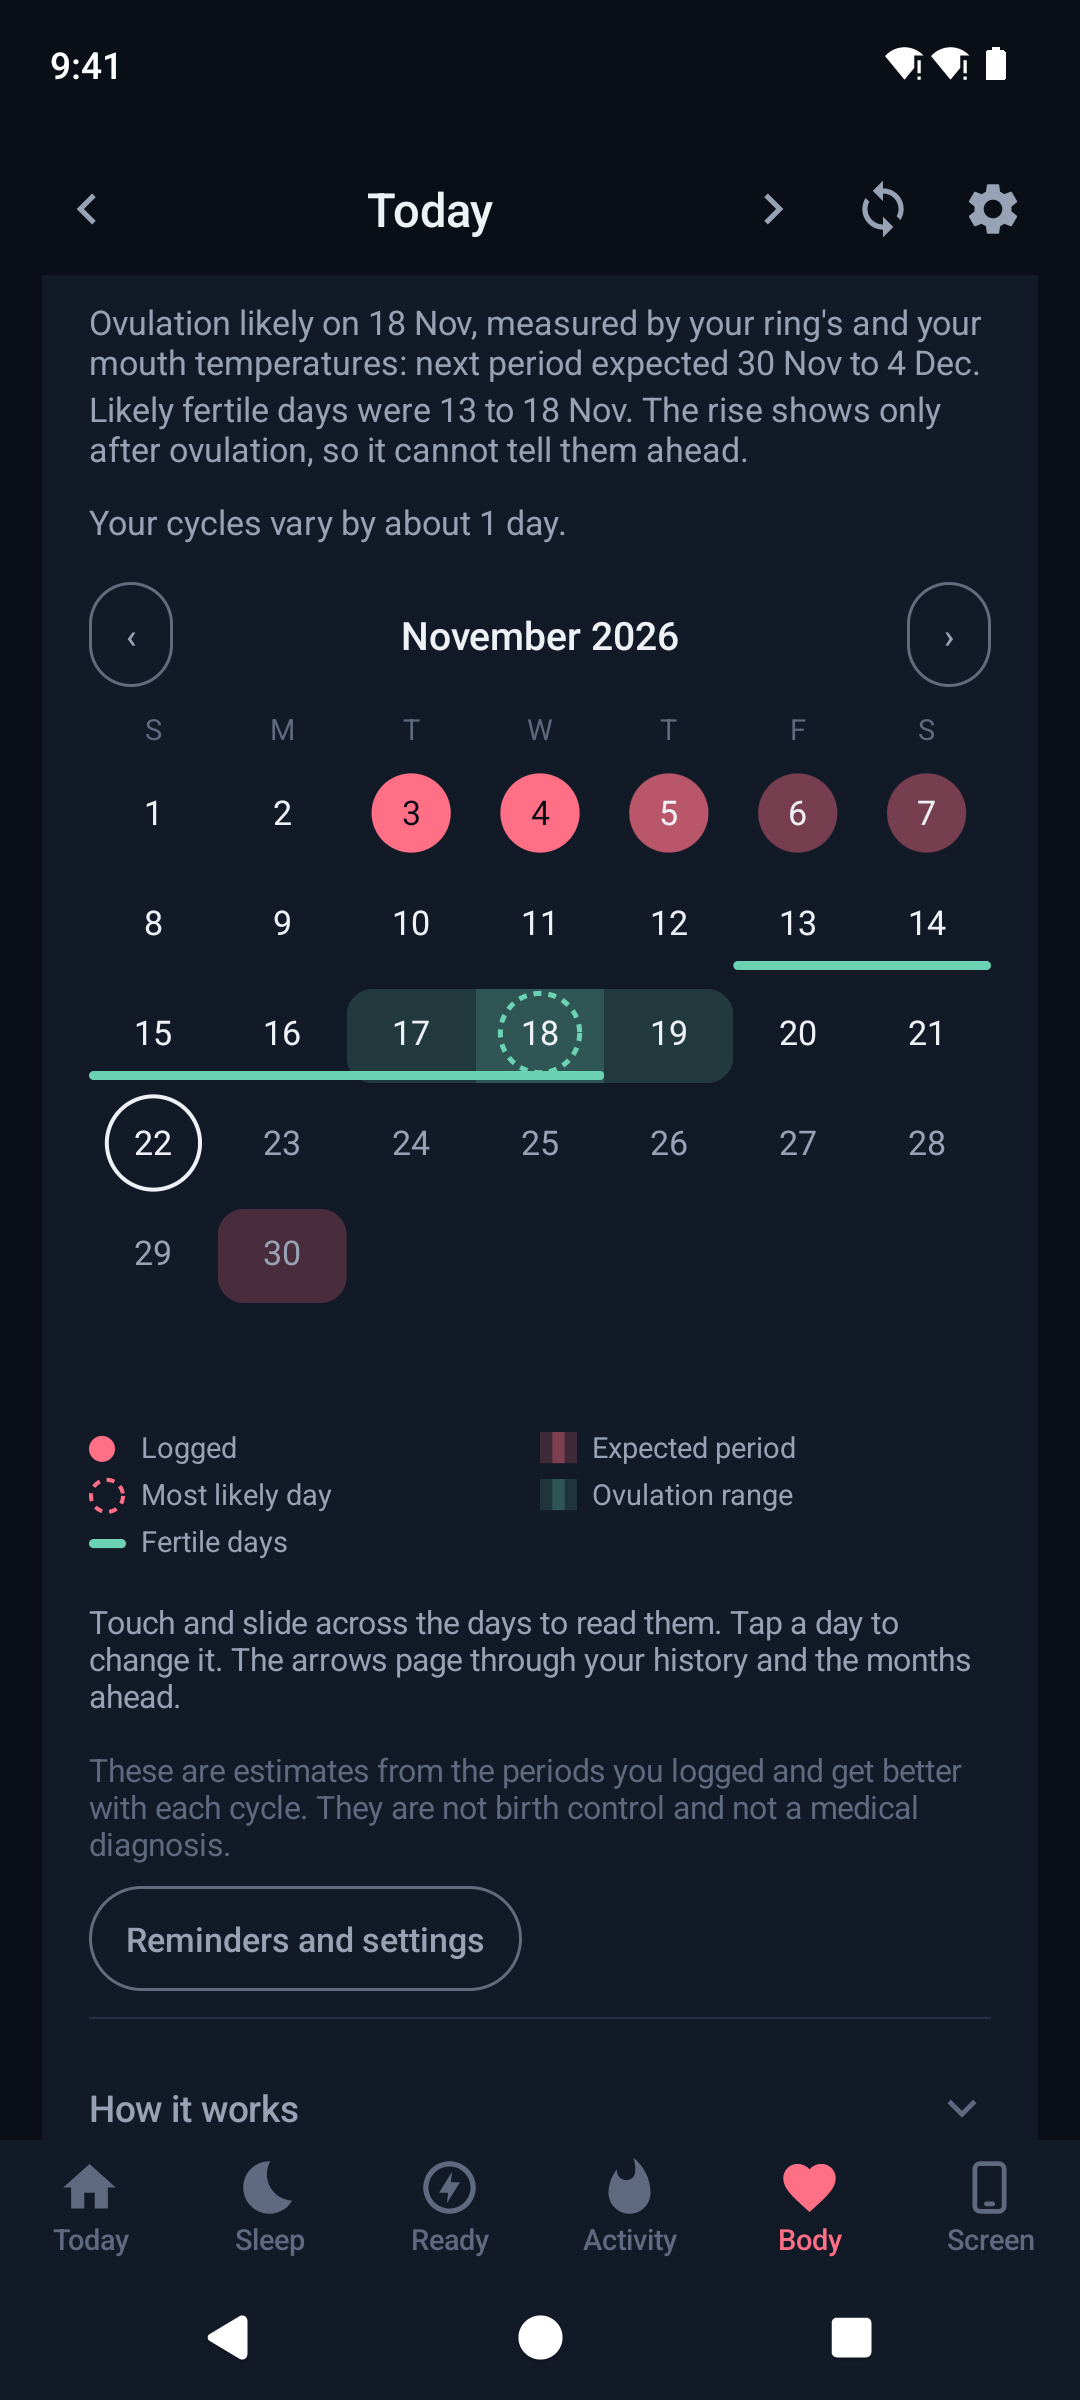 9:41
Today
Ovulation likely on 18 Nov, measured by your ring's and your
mouth temperatures: next period expected 30 Nov to 4 Dec.
Likely fertile days were 13 to 18 Nov. The rise shows only
after ovulation, so it cannot tell them ahead.
Your cycles vary by about 1 day.
‹ November 2026 ›
S M T W T F S
1 2 3 4 5 6 7
8 9 10 11 12 13 14
15 16 17 18 19 20 21
22 23 24 25 26 27 28
29 30
Logged Expected period
Most likely day Ovulation range
Fertile days
Touch and slide across the days to read them. Tap a day to
change it. The arrows page through your history and the months
ahead.
These are estimates from the periods you logged and get better
with each cycle. They are not birth control and not a medical
diagnosis.
Reminders and settings
How it works
Today Sleep Ready Activity Body Screen